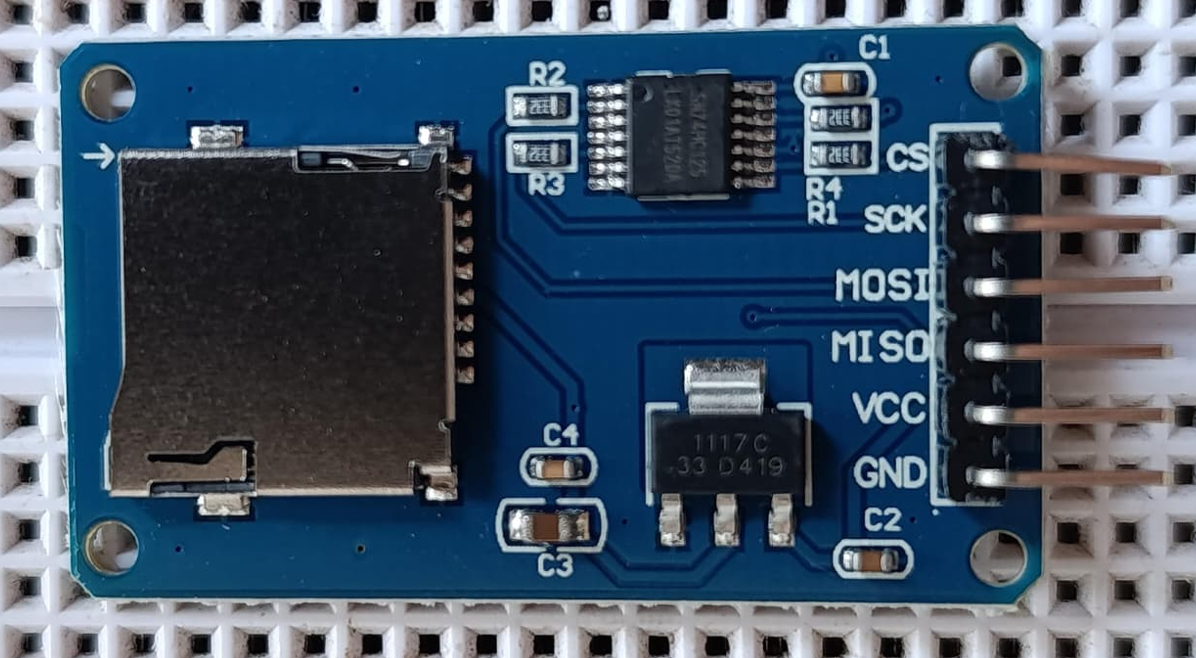 C1
R2
R3
R4
R1
CS
SCK
MOSI
MISO
VCC
GND
1117C
33 D419
C4
C3
C2